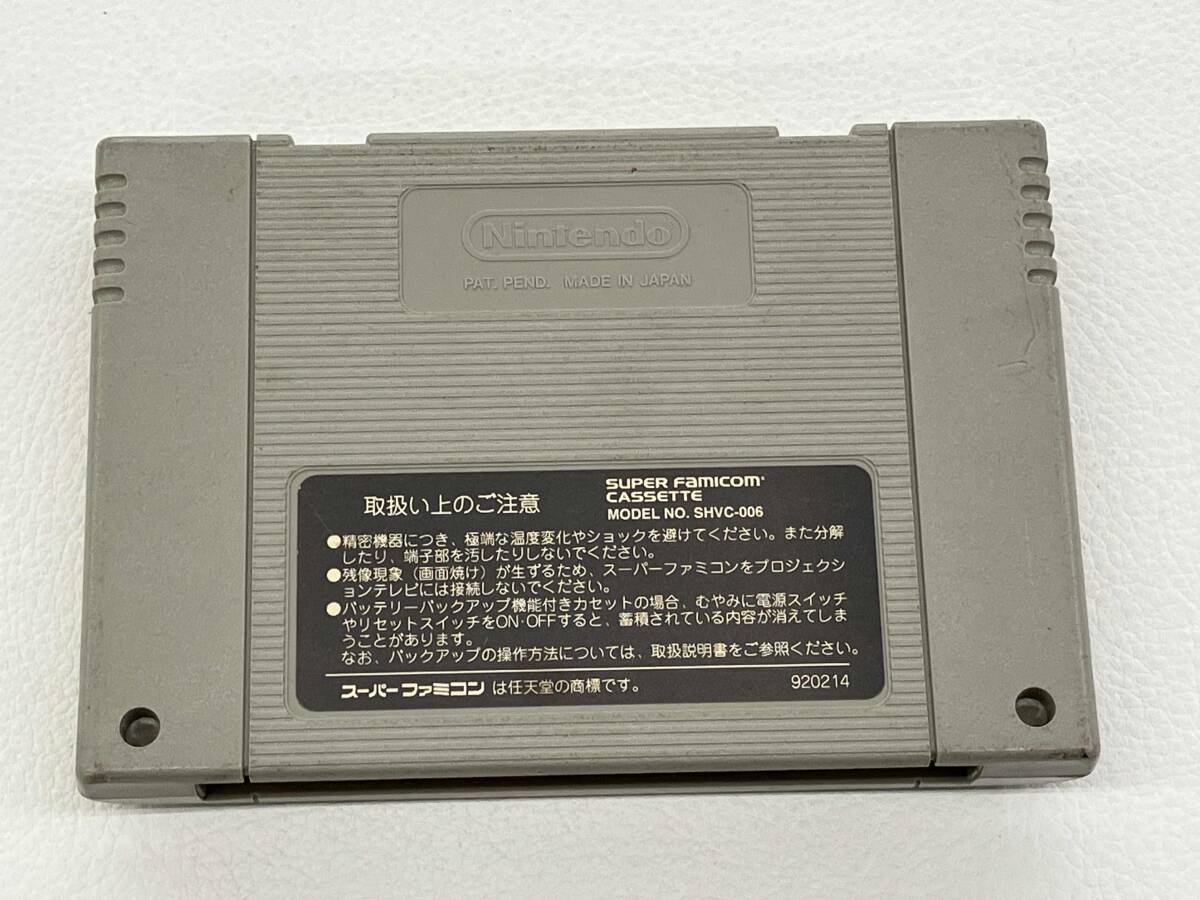 Nintendo
PAT. PEND. MADE IN JAPAN
取扱い上のご注意
SUPER FAMICOM
CASSETTE
MODEL NO. SHVC-006
●精密機器につき、極端な温度変化やショックを避けてください。また分解
したり、端子部を汚したりしないでください。
●残像現象（画面焼け）が生ずるため、スーパーファミコンをプロジェクシ
ョンテレビには接続しないでください。
●バッテリーバックアップ機能付きカセットの場合、むやみに電源スイッチ
やリセットスイッチをON・OFFすると、蓄積されている内容が消えてしま
うことがあります。
なお、バックアップの操作方法については、取扱説明書をご参照ください。
スーパーファミコン は任天堂の商標です。
920214